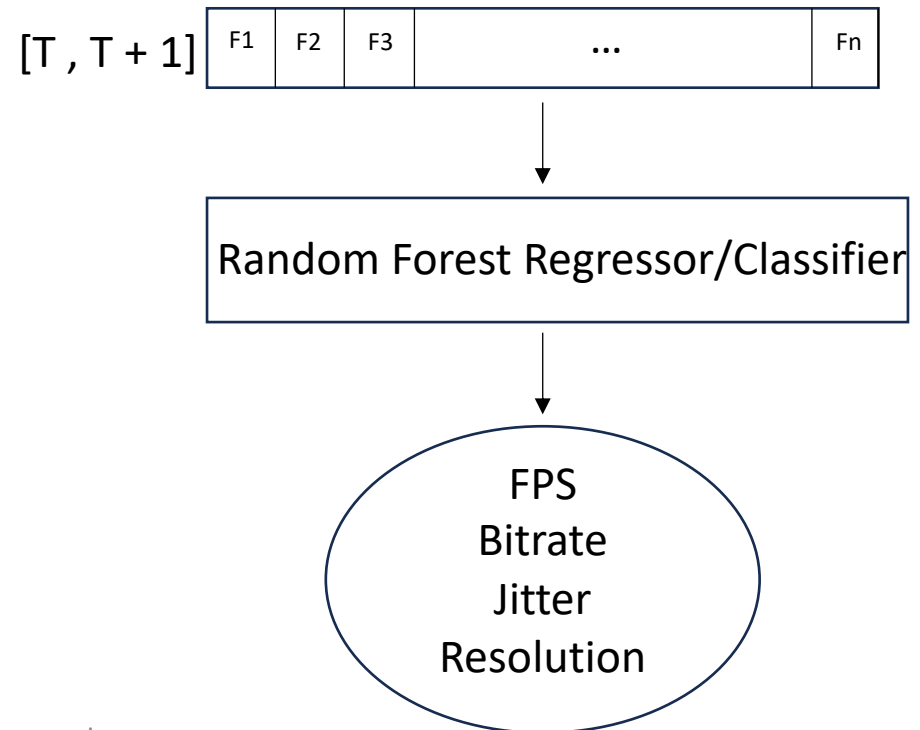 [T , T + 1] F1 F2 F3 ... Fn
Random Forest Regressor/Classifier
FPS
Bitrate
Jitter
Resolution